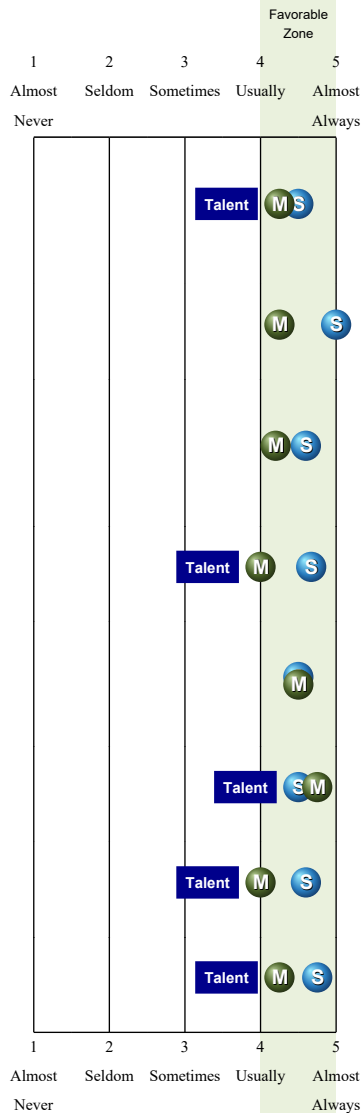 Favorable
Zone
1 2 3 4 5
Almost Seldom Sometimes Usually Almost
Never Always
Talent M S
M S
M S
Talent M S
M
Talent S M
Talent M S
Talent M S
1 2 3 4 5
Almost Seldom Sometimes Usually Almost
Never Always